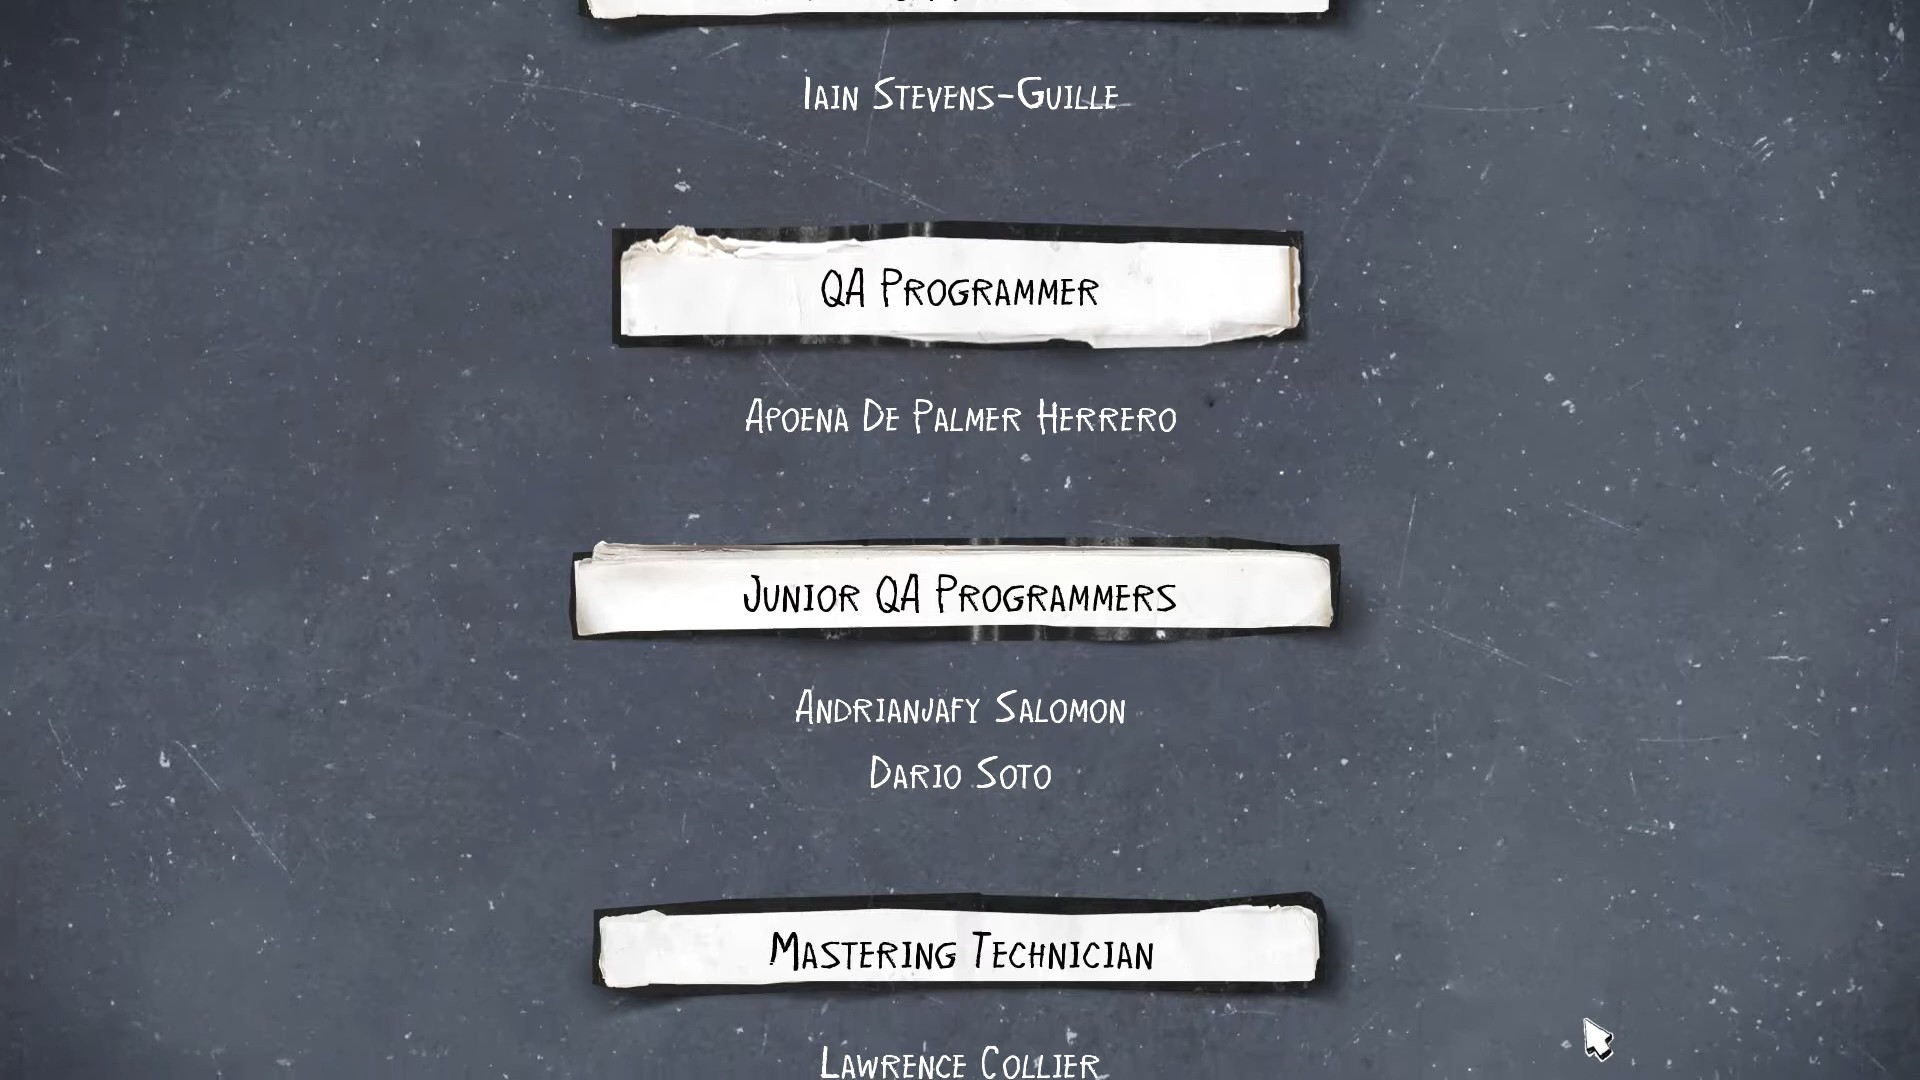 Iain Stevens-Guille
QA Programmer
Apoena De Palmer Herrero
Junior QA Programmers
Andrianjafy Salomon
Dario Soto
Mastering Technician
Lawrence Collier